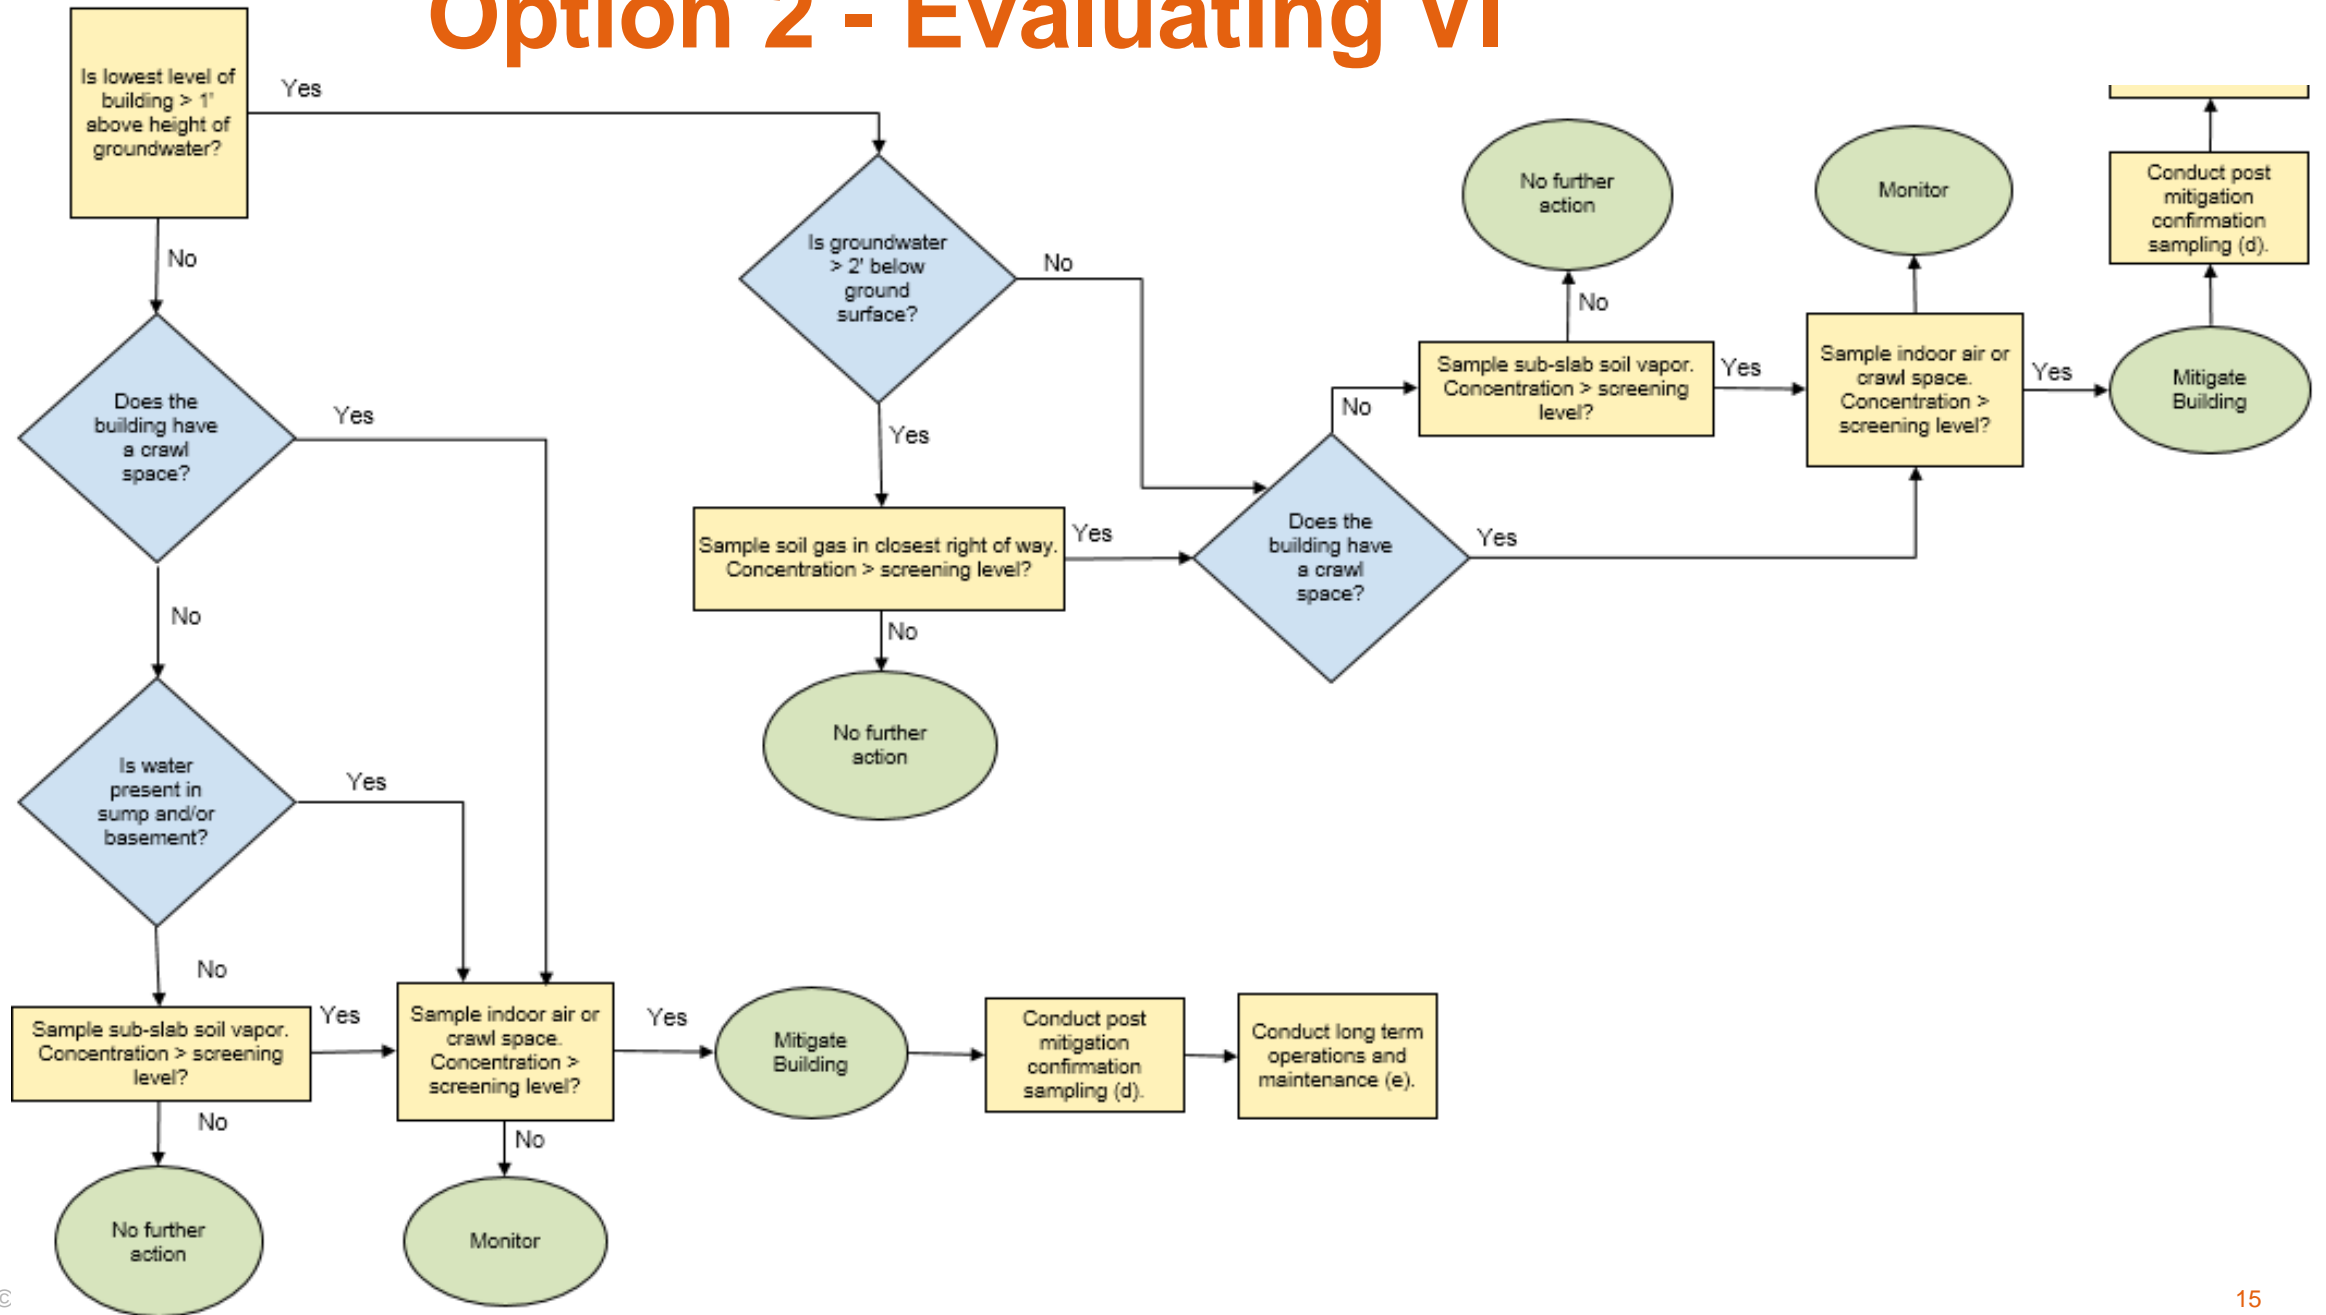 Option 2 - Evaluating VI
Is lowest level of
building > 1'
above height of
groundwater?
Yes
No
Is groundwater
> 2' below
ground
surface?
No
Yes
No further
action
Monitor
Conduct post
mitigation
confirmation
sampling (d).
No
Sample sub-slab soil vapor.
Concentration > screening
level?
Yes
Sample indoor air or
crawl space.
Concentration >
screening level?
Yes
Mitigate
Building
No
Does the
building have
a crawl
space?
Yes
No
Sample soil gas in closest right of way.
Concentration > screening level?
Yes
No
No further
action
Does the
building have
a crawl
space?
Yes
Is water
present in
sump and/or
basement?
Yes
No
Sample sub-slab soil vapor.
Concentration > screening
level?
Yes
No
No further
action
Sample indoor air or
crawl space.
Concentration >
screening level?
Yes
No
Monitor
Mitigate
Building
Conduct post
mitigation
confirmation
sampling (d).
Conduct long term
operations and
maintenance (e).
©
15